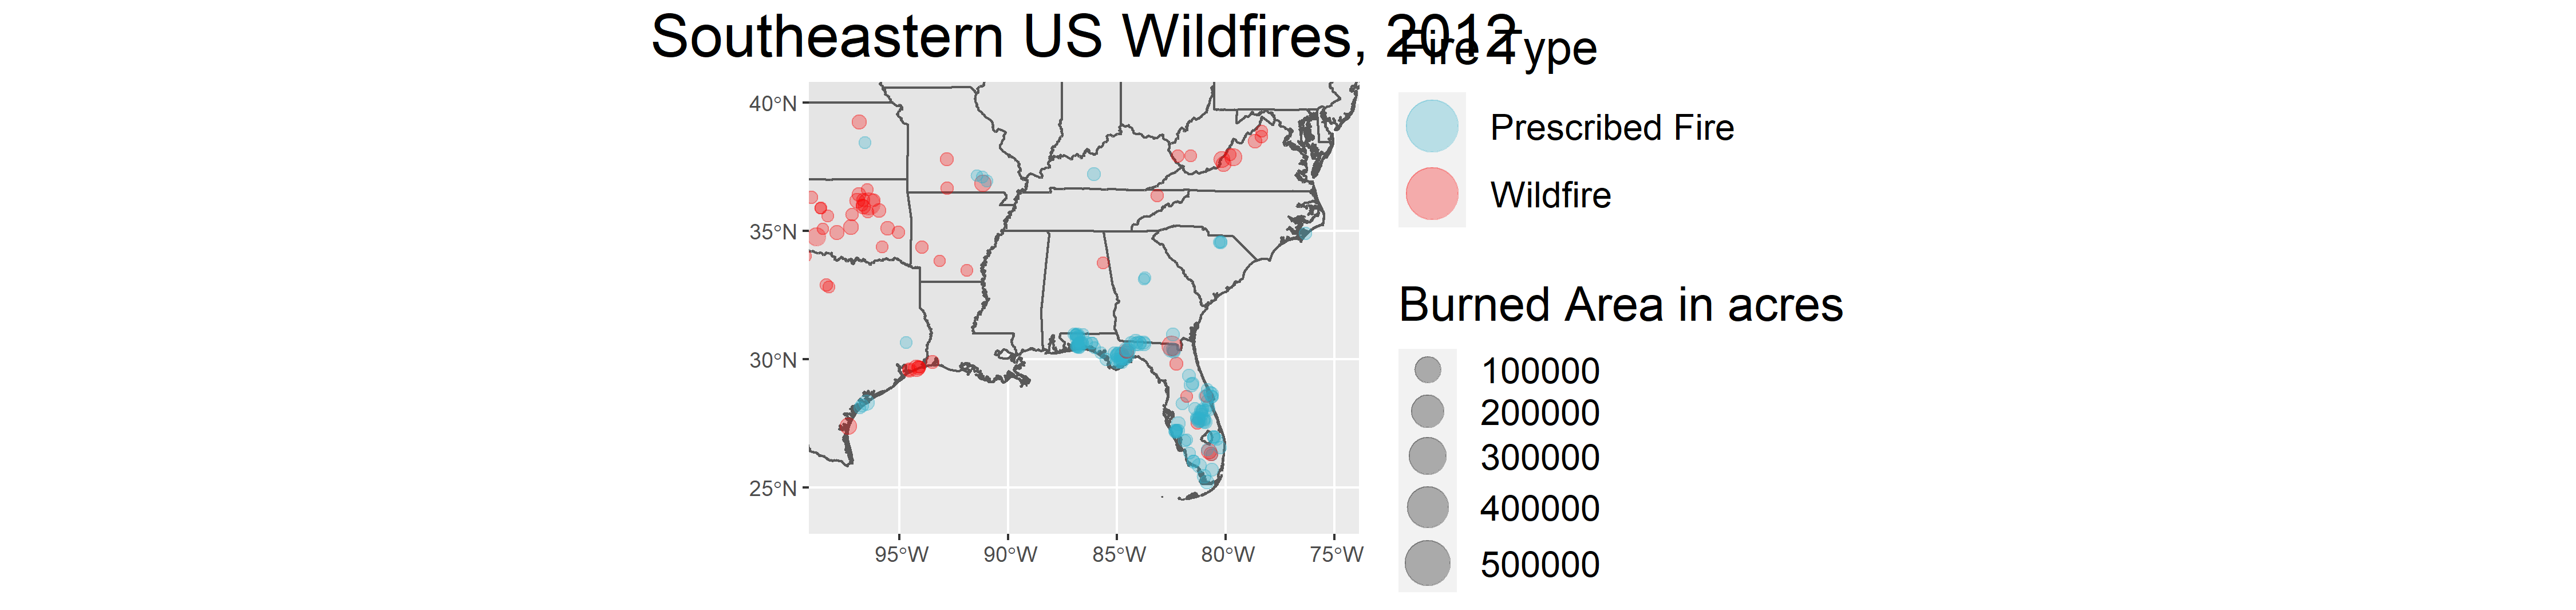 Southeastern US Wildfires, 2012
Fire Type
Prescribed Fire
Wildfire
Burned Area in acres
100000
200000
300000
400000
500000
40°N
35°N
30°N
25°N
95°W
90°W
85°W
80°W
75°W